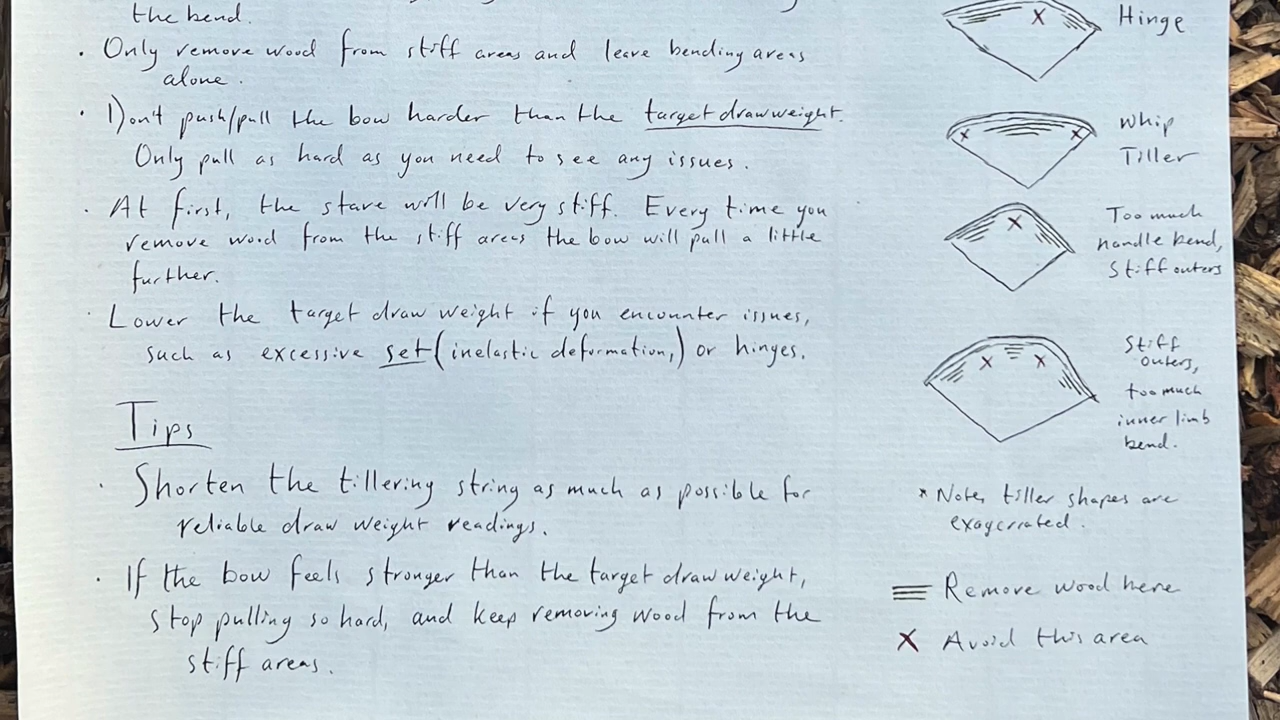 the bend.
. Only remove wood from stiff areas and leave bending areas
alone.
. Don't push/pull the bow harder than the target draw weight.
Only pull as hard as you need to see any issues.
. At first, the stave will be very stiff. Every time you
remove wood from the stiff areas the bow will pull a little
further.
. Lower the target draw weight if you encounter issues,
such as excessive set (inelastic deformation,) or hinges.
Tips
. Shorten the tillering string as much as possible for
reliable draw weight readings.
. If the bow feels stronger than the target draw weight,
stop pulling so hard, and keep removing wood from the
stiff areas.
X Hinge
X X Whip
Tiller
X Too much
handle bend,
stiff outers
X X Stiff
outers,
too much
inner limb
bend.
* Note, tiller shapes are
exagerrated.
Remove wood here
X Avoid this area